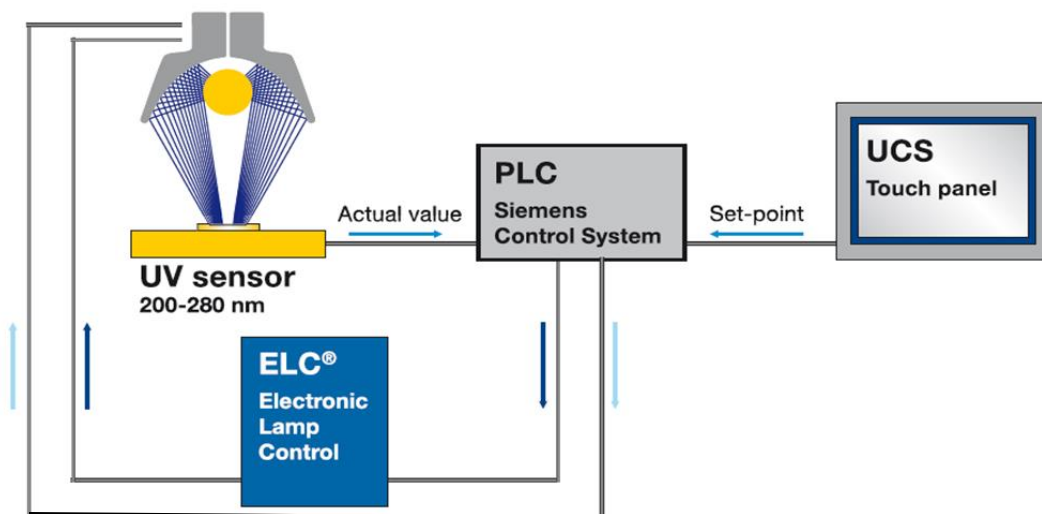 PLC
Siemens
Control System
UCS
Touch panel
Actual value
Set-point
UV sensor
200-280 nm
ELC®
Electronic
Lamp
Control